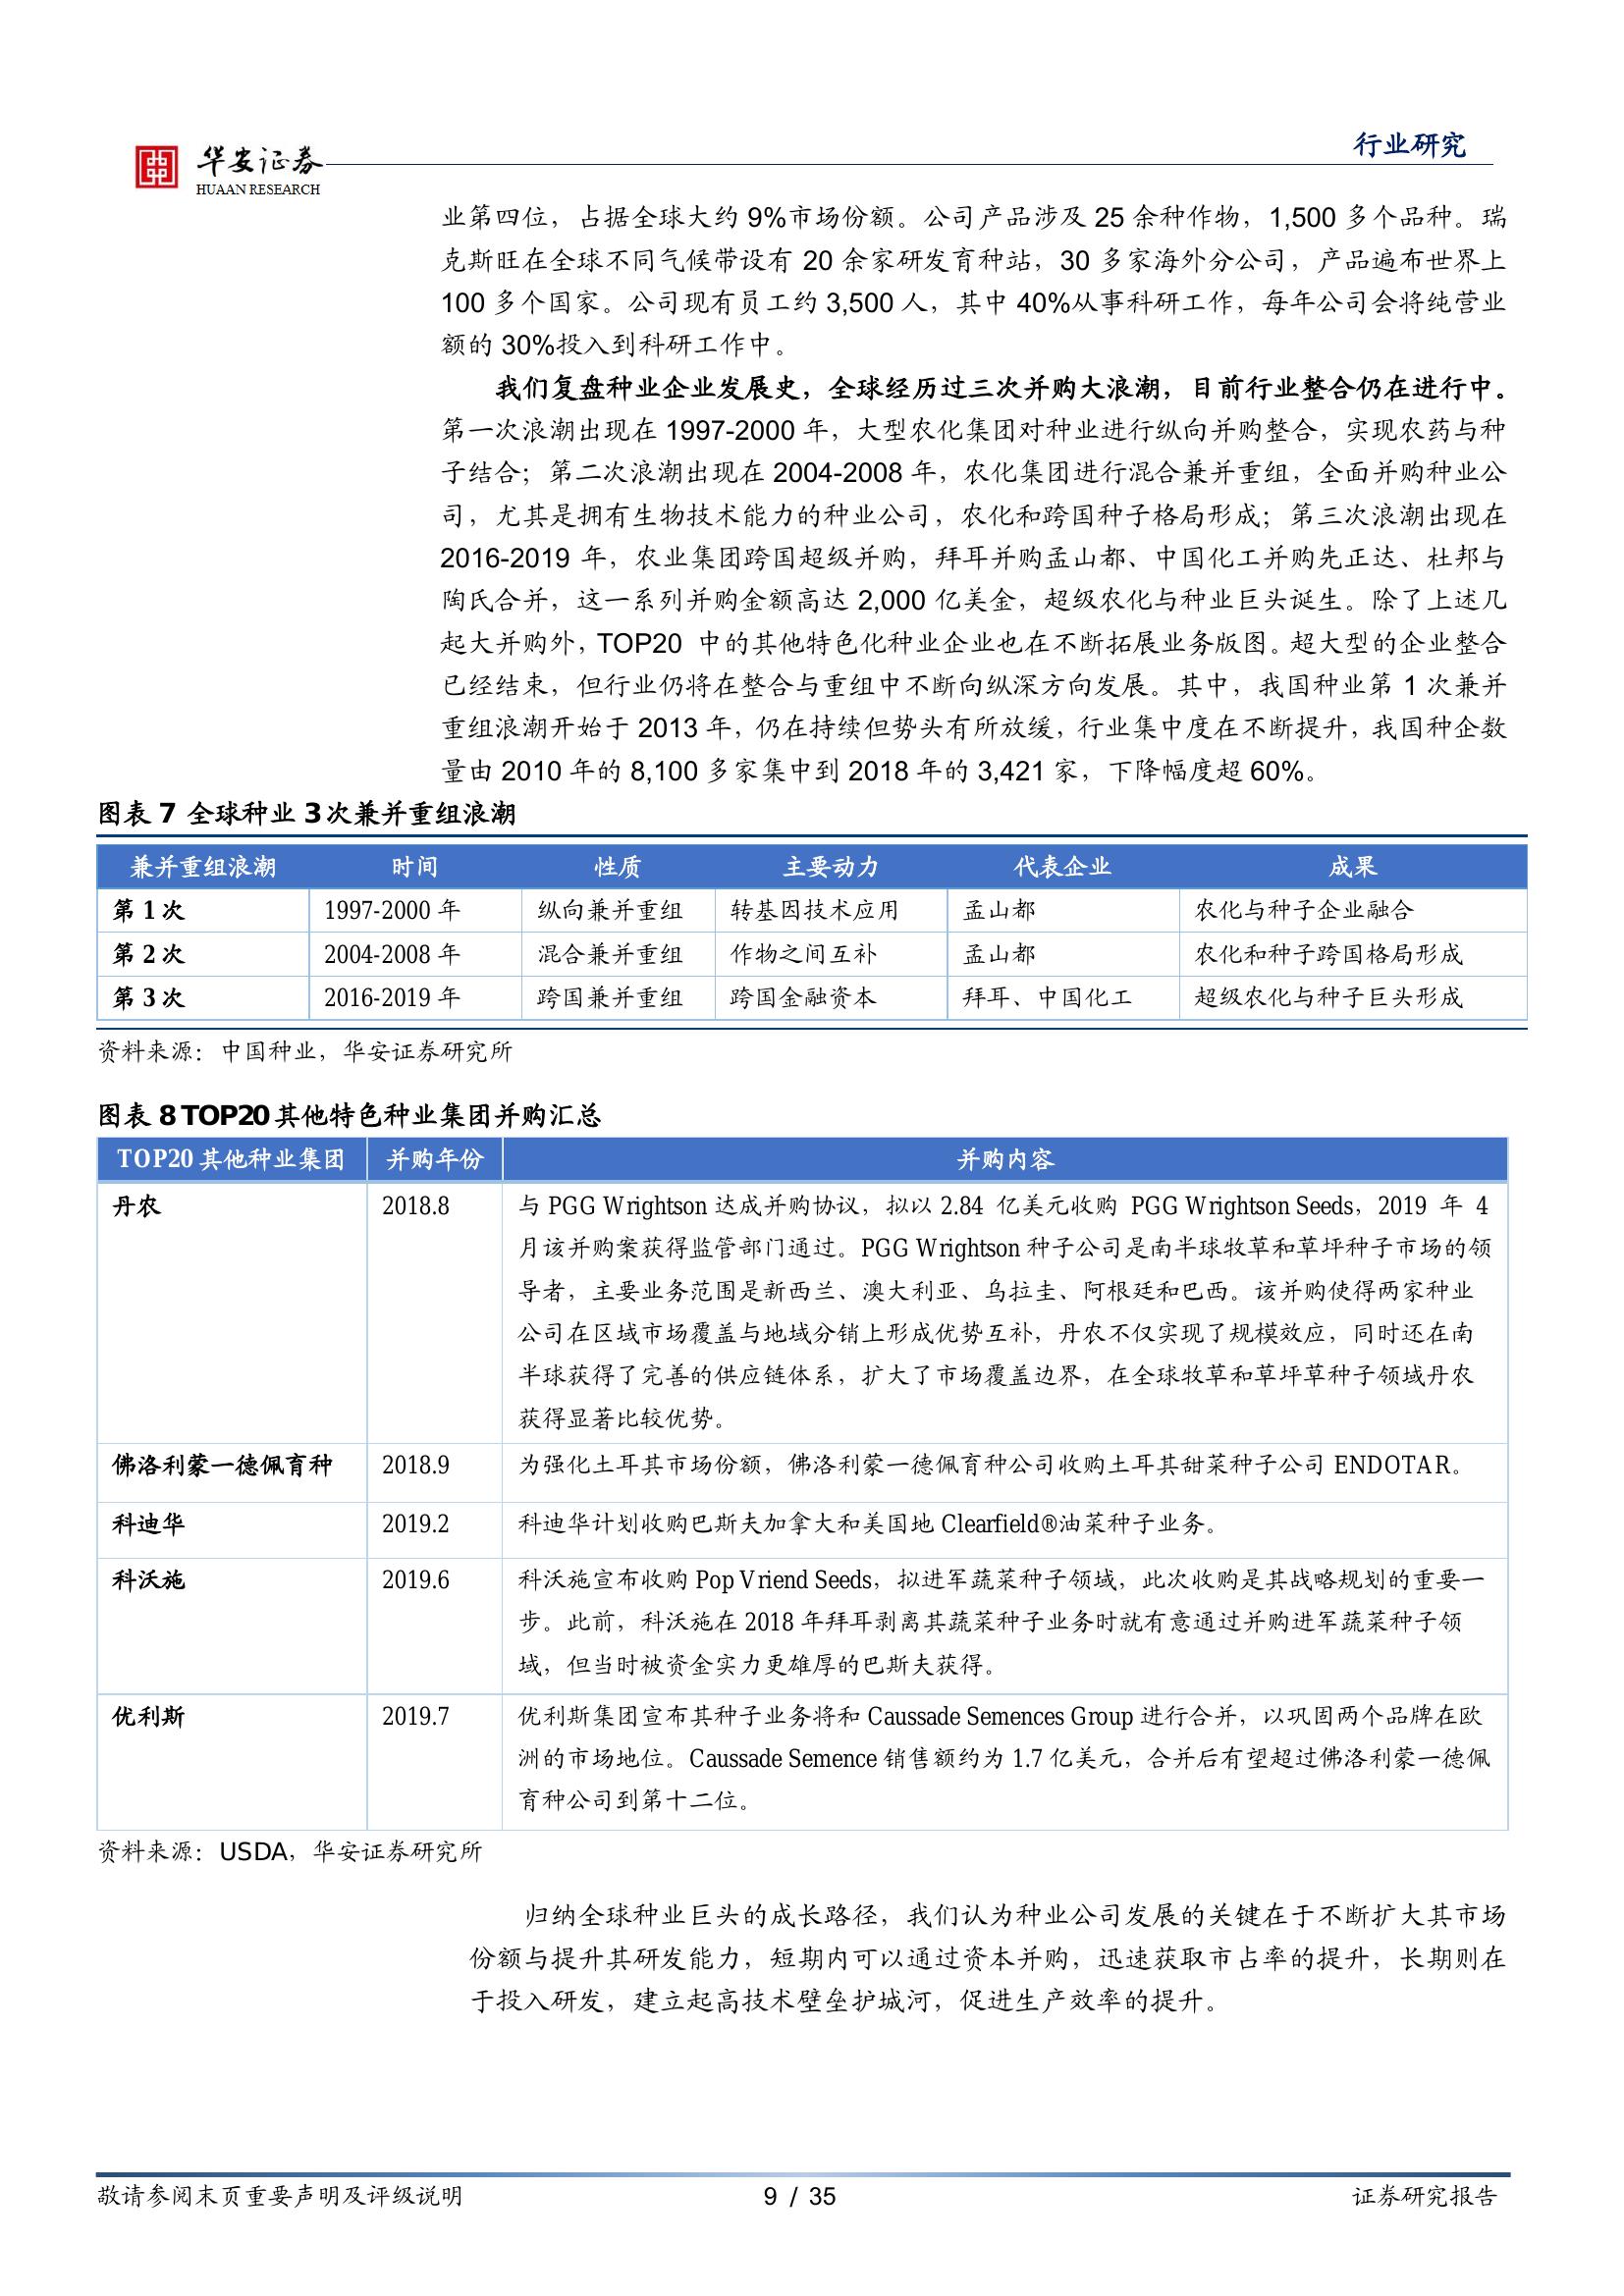 华安证券
HUAAN RESEARCH
行业研究
业第四位，占据全球大约 9%市场份额。公司产品涉及 25 余种作物，1,500 多个品种。瑞
克斯旺在全球不同气候带设有 20 余家研发育种站，30 多家海外分公司，产品遍布世界上
100 多个国家。公司现有员工约 3,500 人，其中 40%从事科研工作，每年公司会将纯营业
额的 30%投入到科研工作中。
我们复盘种业企业发展史，全球经历过三次并购大浪潮，目前行业整合仍在进行中。
第一次浪潮出现在 1997-2000 年，大型农化集团对种业进行纵向并购整合，实现农药与种
子结合；第二次浪潮出现在 2004-2008 年，农化集团进行混合兼并重组，全面并购种业公
司，尤其是拥有生物技术能力的种业公司，农化和跨国种子格局形成；第三次浪潮出现在
2016-2019 年，农业集团跨国超级并购，拜耳并购孟山都、中国化工并购先正达、杜邦与
陶氏合并，这一系列并购金额高达 2,000 亿美金，超级农化与种业巨头诞生。除了上述几
起大并购外，TOP20 中的其他特色化种业企业也在不断拓展业务版图。超大型的企业整合
已经结束，但行业仍将在整合与重组中不断向纵深方向发展。其中，我国种业第 1 次兼并
重组浪潮开始于 2013 年，仍在持续但势头有所放缓，行业集中度在不断提升，我国种企数
量由 2010 年的 8,100 多家集中到 2018 年的 3,421 家，下降幅度超 60%。
图表 7 全球种业 3 次兼并重组浪潮
兼并重组浪潮 时间 性质 主要动力 代表企业 成果
第 1 次 1997-2000 年 纵向兼并重组 转基因技术应用 孟山都 农化与种子企业融合
第 2 次 2004-2008 年 混合兼并重组 作物之间互补 孟山都 农化和种子跨国格局形成
第 3 次 2016-2019 年 跨国兼并重组 跨国金融资本 拜耳、中国化工 超级农化与种子巨头形成
资料来源：中国种业，华安证券研究所
图表 8 TOP20 其他特色种业集团并购汇总
TOP20 其他种业集团 并购年份 并购内容
丹农 2018.8 与 PGG Wrightson 达成并购协议，拟以 2.84 亿美元收购 PGG Wrightson Seeds，2019 年 4
月该并购案获得监管部门通过。PGG Wrightson 种子公司是南半球牧草和草坪种子市场的领
导者，主要业务范围是新西兰、澳大利亚、乌拉圭、阿根廷和巴西。该并购使得两家种业
公司在区域市场覆盖与地域分销上形成优势互补，丹农不仅实现了规模效应，同时还在南
半球获得了完善的供应链体系，扩大了市场覆盖边界，在全球牧草和草坪草种子领域丹农
获得显著比较优势。
佛洛利蒙一德佩育种 2018.9 为强化土耳其市场份额，佛洛利蒙一德佩育种公司收购土耳其甜菜种子公司 ENDOTAR。
科迪华 2019.2 科迪华计划收购巴斯夫加拿大和美国地 Clearfield®油菜种子业务。
科沃施 2019.6 科沃施宣布收购 Pop Vriend Seeds，拟进军蔬菜种子领域，此次收购是其战略规划的重要一
步。此前，科沃施在 2018 年拜耳剥离其蔬菜种子业务时就有意通过并购进军蔬菜种子领
域，但当时被资金实力更雄厚的巴斯夫获得。
优利斯 2019.7 优利斯集团宣布其种子业务将和 Caussade Semences Group 进行合并，以巩固两个品牌在欧
洲的市场地位。Caussade Semence 销售额约为 1.7 亿美元，合并后有望超过佛洛利蒙一德佩
育种公司到第十二位。
资料来源：USDA，华安证券研究所
归纳全球种业巨头的成长路径，我们认为种业公司发展的关键在于不断扩大其市场
份额与提升其研发能力，短期内可以通过资本并购，迅速获取市占率的提升，长期则在
于投入研发，建立起高技术壁垒护城河，促进生产效率的提升。
敬请参阅末页重要声明及评级说明 9 / 35 证券研究报告